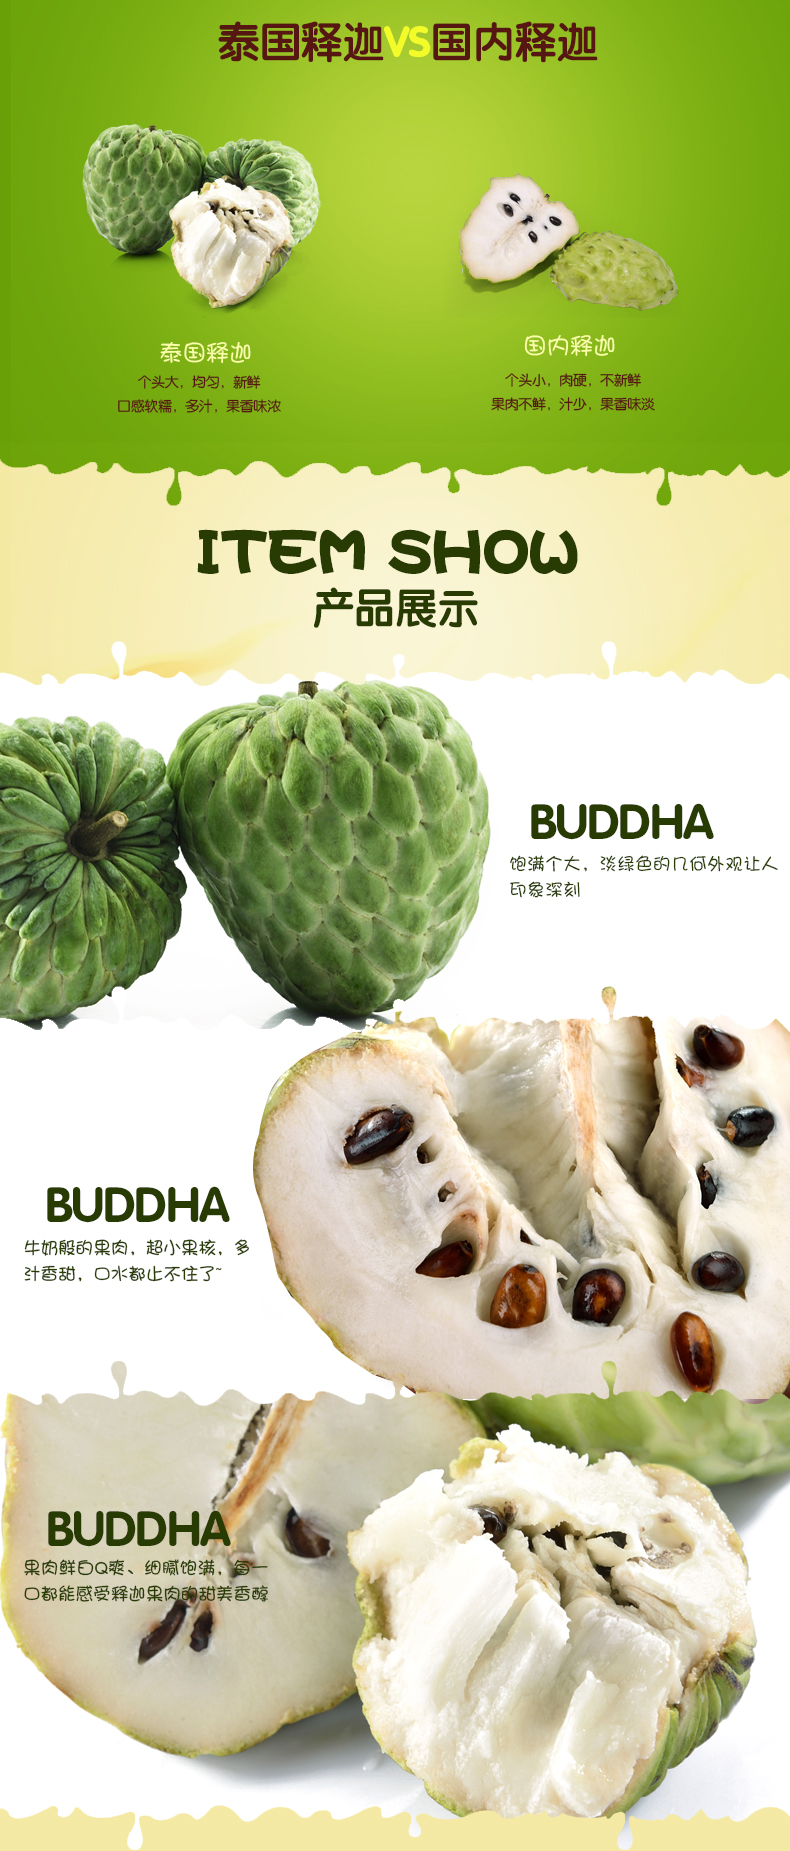 泰国释迦VS国内释迦
泰国释迦
个头大，均匀，新鲜
口感软糯，多汁，果香味浓
国内释迦
个头小，肉硬，不新鲜
果肉不鲜，汁少，果香味淡
ITEM SHOW
产品展示
BUDDHA
饱满个大，淡绿色的几何外观让人
印象深刻
BUDDHA
牛奶般的果肉，超小果核，多
汁香甜，口水都止不住了~
BUDDHA
果肉鲜白Q爽、细腻饱满，每一
口都能感受释迦果肉的甜美香醇